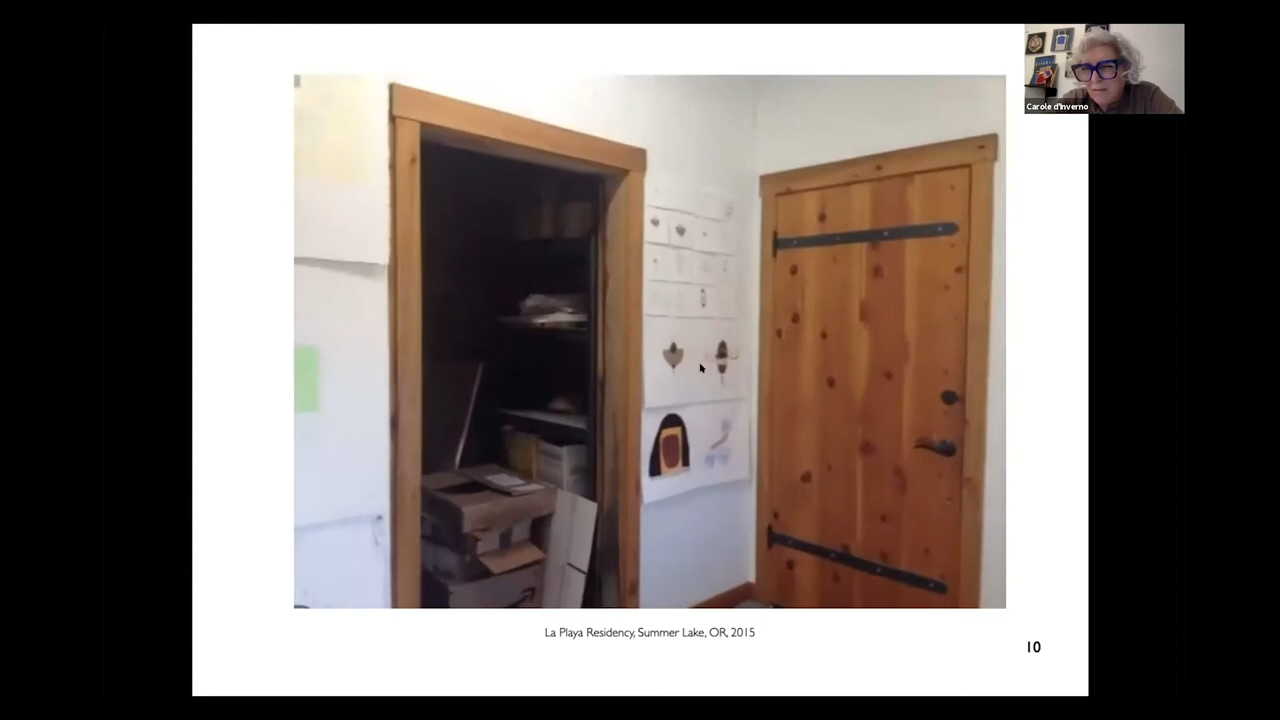 Carole d'Inverno
La Playa Residency, Summer Lake, OR, 2015
10